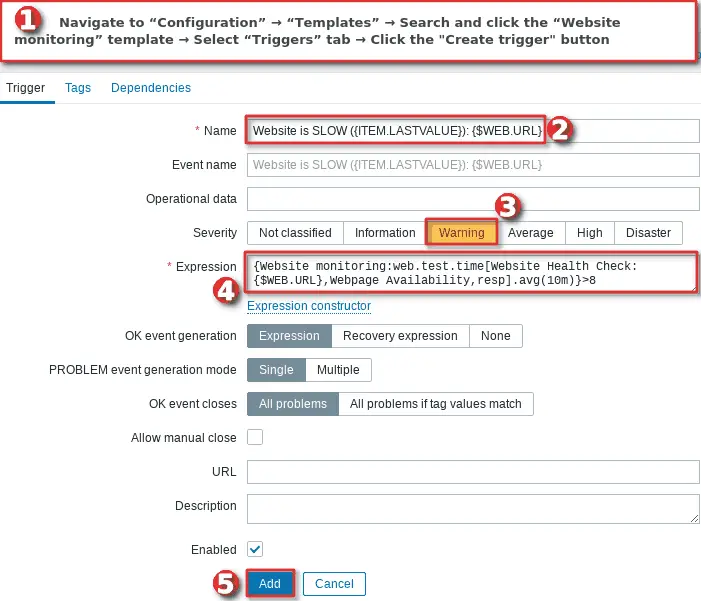 1 Navigate to “Configuration” → “Templates” → Search and click the “Website
monitoring” template → Select “Triggers” tab → Click the "Create trigger" button
Trigger Tags Dependencies
* Name Website is SLOW ({ITEM.LASTVALUE}): {$WEB.URL} 2
Event name Website is SLOW ({ITEM.LASTVALUE}): {$WEB.URL}
Operational data
3
Severity Not classified Information Warning Average High Disaster
* Expression {Website monitoring:web.test.time[Website Health Check:
4 {$WEB.URL},Webpage Availability,resp].avg(10m)}>8
Expression constructor
OK event generation Expression Recovery expression None
PROBLEM event generation mode Single Multiple
OK event closes All problems All problems if tag values match
Allow manual close
URL
Description
Enabled
5 Add Cancel